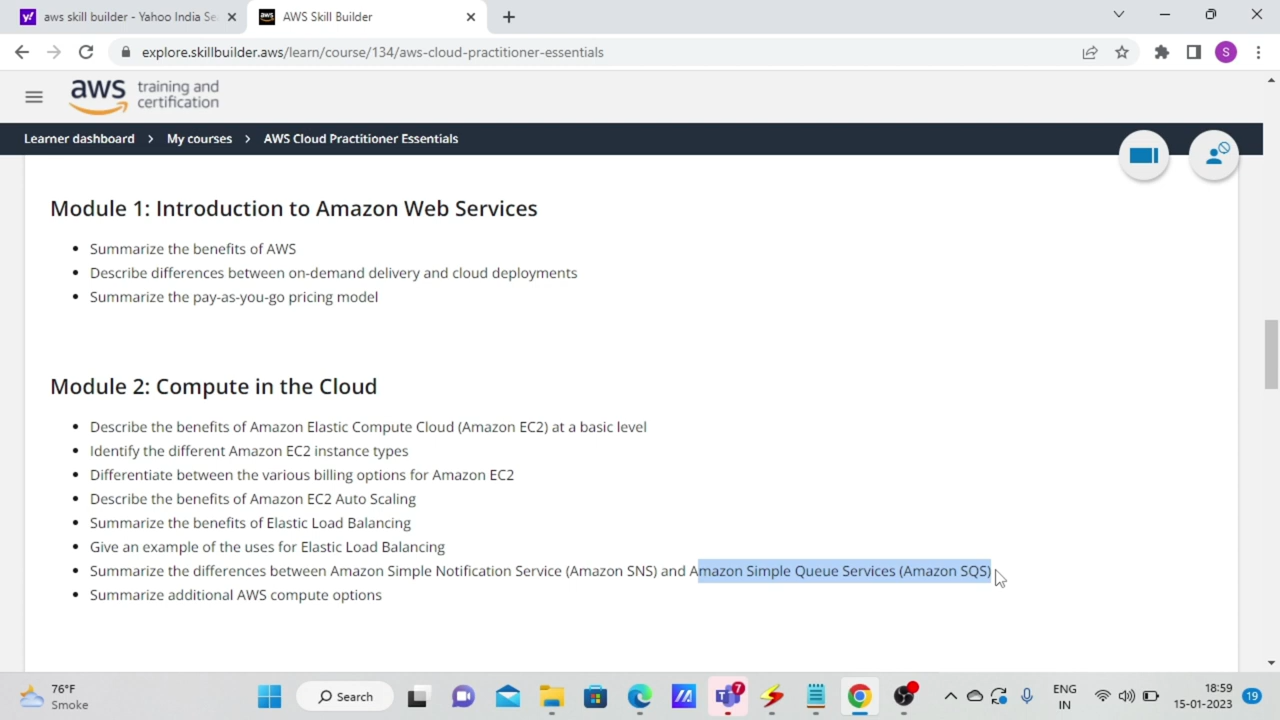 aws skill builder - Yahoo India Se
AWS Skill Builder
explore.skillbuilder.aws/learn/course/134/aws-cloud-practitioner-essentials
S
aws training and certification
Learner dashboard > My courses > AWS Cloud Practitioner Essentials
Module 1: Introduction to Amazon Web Services
• Summarize the benefits of AWS
• Describe differences between on-demand delivery and cloud deployments
• Summarize the pay-as-you-go pricing model
Module 2: Compute in the Cloud
• Describe the benefits of Amazon Elastic Compute Cloud (Amazon EC2) at a basic level
• Identify the different Amazon EC2 instance types
• Differentiate between the various billing options for Amazon EC2
• Describe the benefits of Amazon EC2 Auto Scaling
• Summarize the benefits of Elastic Load Balancing
• Give an example of the uses for Elastic Load Balancing
• Summarize the differences between Amazon Simple Notification Service (Amazon SNS) and Amazon Simple Queue Services (Amazon SQS)
• Summarize additional AWS compute options
76°F
Smoke
Search
7
ENG
IN
18:59
15-01-2023
19